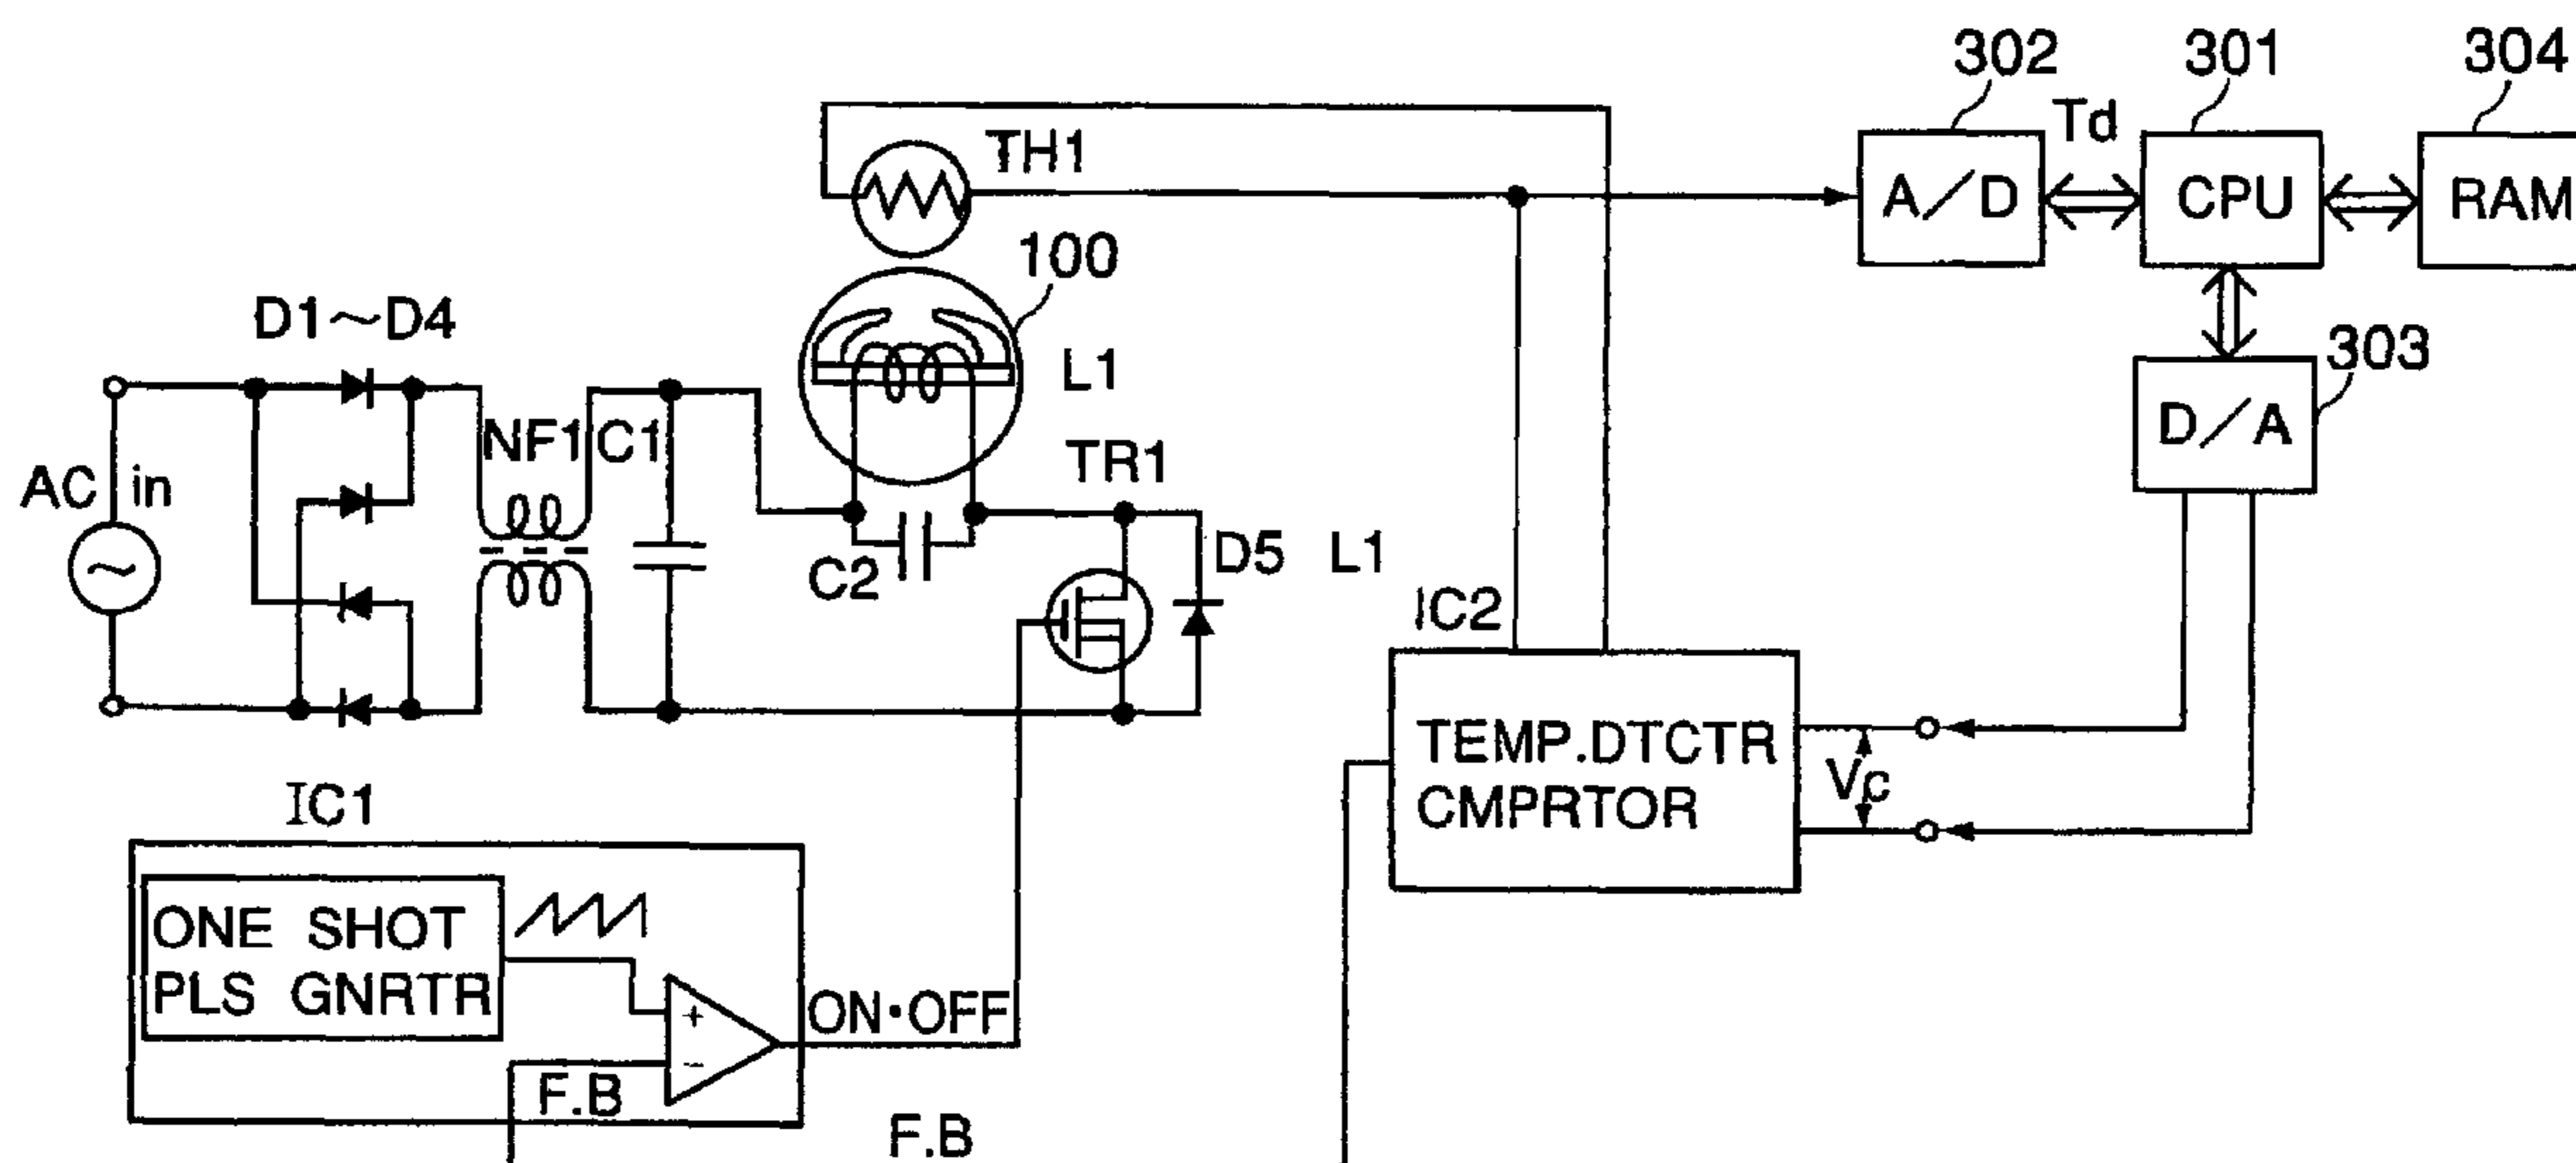 302
301
304
Td
TH1
A/D
CPU
RAM
100
D1~D4
303
L1
D/A
NF1
C1
TR1
AC in
D5
L1
C2
IC2
TEMP.DTCTR
CMPRTOR
Vc
IC1
ONE SHOT
PLS GNRTR
+
ON·OFF
−
F.B
F.B